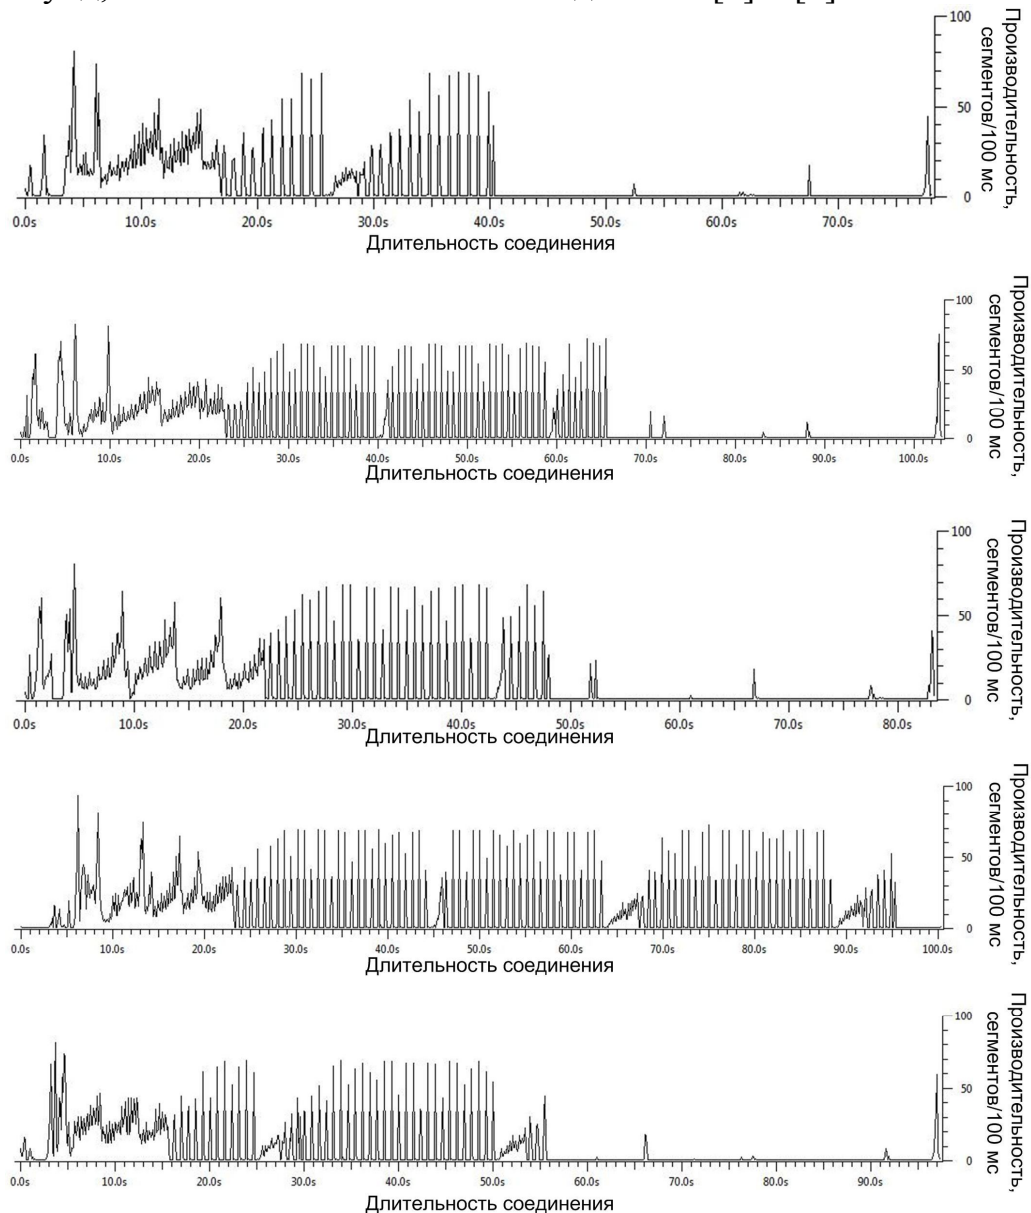 100
50
0
Производительность,
сегментов/100 мс
0.0s 10.0s 20.0s 30.0s 40.0s 50.0s 60.0s 70.0s
Длительность соединения
100
50
0
Производительность,
сегментов/100 мс
0.0s 10.0s 20.0s 30.0s 40.0s 50.0s 60.0s 70.0s 80.0s 90.0s 100.0s
Длительность соединения
100
50
0
Производительность,
сегментов/100 мс
0.0s 10.0s 20.0s 30.0s 40.0s 50.0s 60.0s 70.0s 80.0s
Длительность соединения
100
50
0
Производительность,
сегментов/100 мс
0.0s 10.0s 20.0s 30.0s 40.0s 50.0s 60.0s 70.0s 80.0s 90.0s 100.0s
Длительность соединения
100
50
0
Производительность,
сегментов/100 мс
0.0s 10.0s 20.0s 30.0s 40.0s 50.0s 60.0s 70.0s 80.0s 90.0s
Длительность соединения